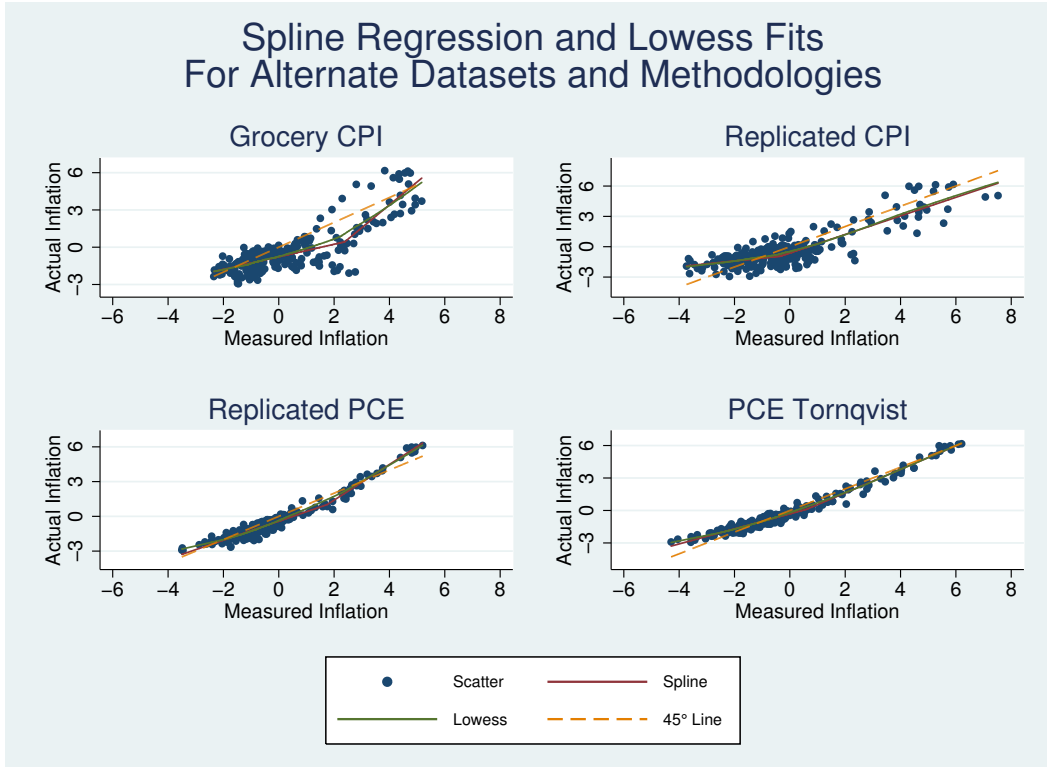 Spline Regression and Lowess Fits
For Alternate Datasets and Methodologies
Grocery CPI
Actual Inflation
6
3
0
−3
−6 −4 −2 0 2 4 6 8
Measured Inflation
Replicated CPI
Actual Inflation
6
3
0
−3
−6 −4 −2 0 2 4 6 8
Measured Inflation
Replicated PCE
Actual Inflation
6
3
0
−3
−6 −4 −2 0 2 4 6 8
Measured Inflation
PCE Tornqvist
Actual Inflation
6
3
0
−3
−6 −4 −2 0 2 4 6 8
Measured Inflation
Scatter Spline
Lowess 45° Line